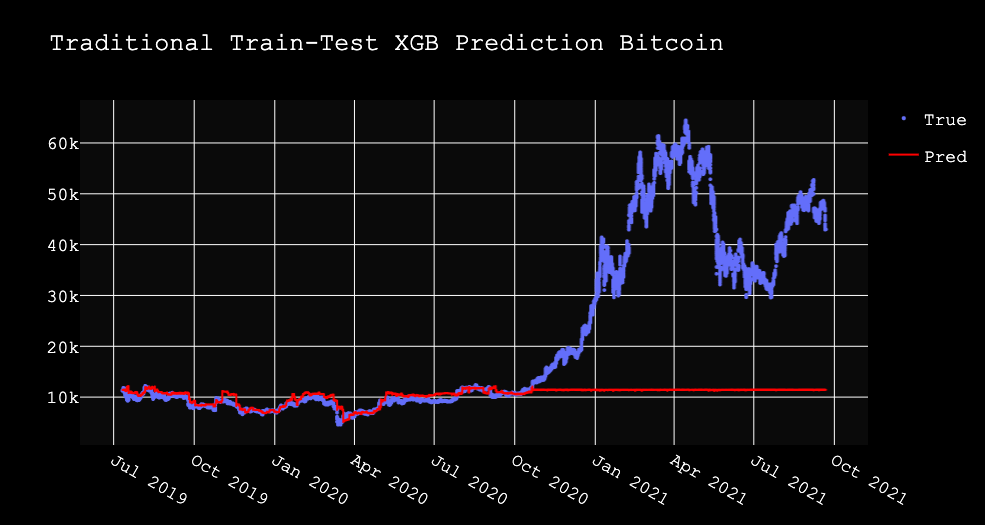 Traditional Train-Test XGB Prediction Bitcoin
True
Pred
60k
50k
40k
30k
20k
10k
Jul 2019
Oct 2019
Jan 2020
Apr 2020
Jul 2020
Oct 2020
Jan 2021
Apr 2021
Jul 2021
Oct 2021